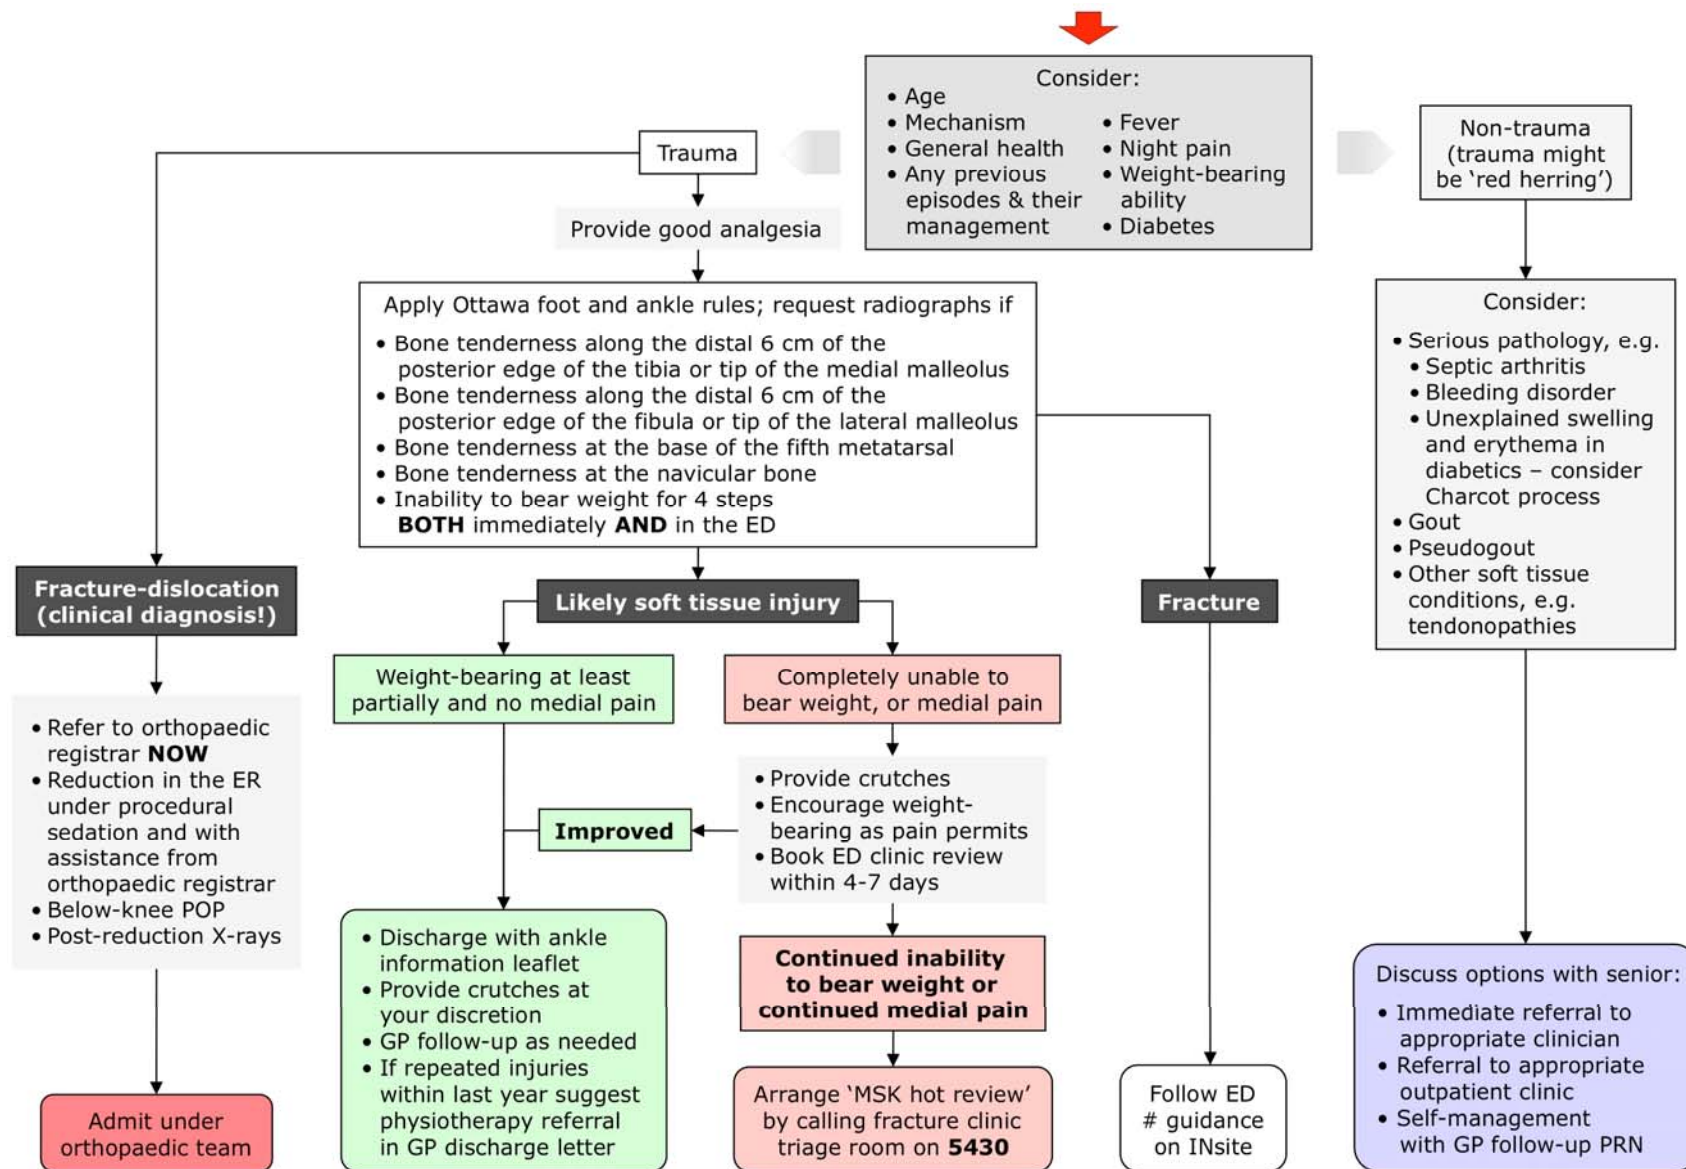 Consider:
• Age
• Mechanism
• General health
• Any previous
episodes & their
management
• Fever
• Night pain
• Weight-bearing
ability
• Diabetes
Trauma
Non-trauma
(trauma might
be ‘red herring’)
Provide good analgesia
Apply Ottawa foot and ankle rules; request radiographs if
• Bone tenderness along the distal 6 cm of the
posterior edge of the tibia or tip of the medial malleolus
• Bone tenderness along the distal 6 cm of the
posterior edge of the fibula or tip of the lateral malleolus
• Bone tenderness at the base of the fifth metatarsal
• Bone tenderness at the navicular bone
• Inability to bear weight for 4 steps
BOTH immediately AND in the ED
Consider:
• Serious pathology, e.g.
• Septic arthritis
• Bleeding disorder
• Unexplained swelling
and erythema in
diabetics – consider
Charcot process
• Gout
• Pseudogout
• Other soft tissue
conditions, e.g.
tendonopathies
Fracture-dislocation
(clinical diagnosis!)
Likely soft tissue injury
Fracture
Weight-bearing at least
partially and no medial pain
Completely unable to
bear weight, or medial pain
• Refer to orthopaedic
registrar NOW
• Reduction in the ER
under procedural
sedation and with
assistance from
orthopaedic registrar
• Below-knee POP
• Post-reduction X-rays
• Provide crutches
• Encourage weight-
bearing as pain permits
• Book ED clinic review
within 4-7 days
Improved
• Discharge with ankle
information leaflet
• Provide crutches at
your discretion
• GP follow-up as needed
• If repeated injuries
within last year suggest
physiotherapy referral
in GP discharge letter
Continued inability
to bear weight or
continued medial pain
Discuss options with senior:
• Immediate referral to
appropriate clinician
• Referral to appropriate
outpatient clinic
• Self-management
with GP follow-up PRN
Admit under
orthopaedic team
Arrange ‘MSK hot review’
by calling fracture clinic
triage room on 5430
Follow ED
# guidance
on INsite